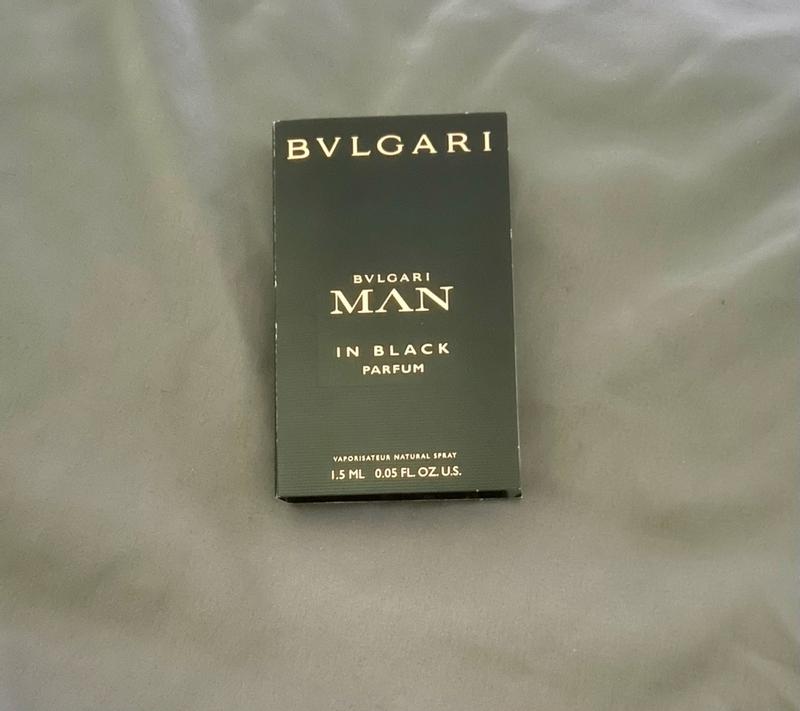 BVLGARI
BVLGARI
MAN
IN BLACK
PARFUM
VAPORISATEUR NATURAL SPRAY
1.5 ML 0.05 FL. OZ. U.S.